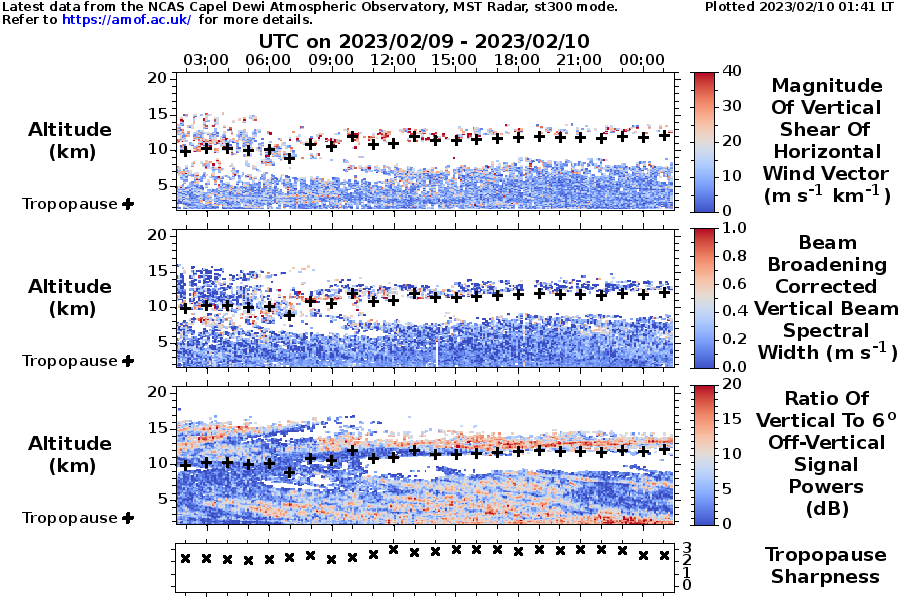 Latest data from the NCAS Capel Dewi Atmospheric Observatory, MST Radar, st300 mode.
Plotted 2023/02/10 01:41 LT
Refer to https://amof.ac.uk/ for more details.
UTC on 2023/02/09 - 2023/02/10
03:00 06:00 09:00 12:00 15:00 18:00 21:00 00:00
20
15
10
5
Altitude
(km)
Tropopause +
40
30
20
10
0
Magnitude
Of Vertical
Shear Of
Horizontal
Wind Vector
(m s-1 km-1)
20
15
10
5
Altitude
(km)
Tropopause +
1.0
0.8
0.6
0.4
0.2
0.0
Beam
Broadening
Corrected
Vertical Beam
Spectral
Width (m s-1)
20
15
10
5
Altitude
(km)
Tropopause +
20
15
10
5
0
Ratio Of
Vertical To 6o
Off-Vertical
Signal
Powers
(dB)
3
2
1
0
Tropopause
Sharpness